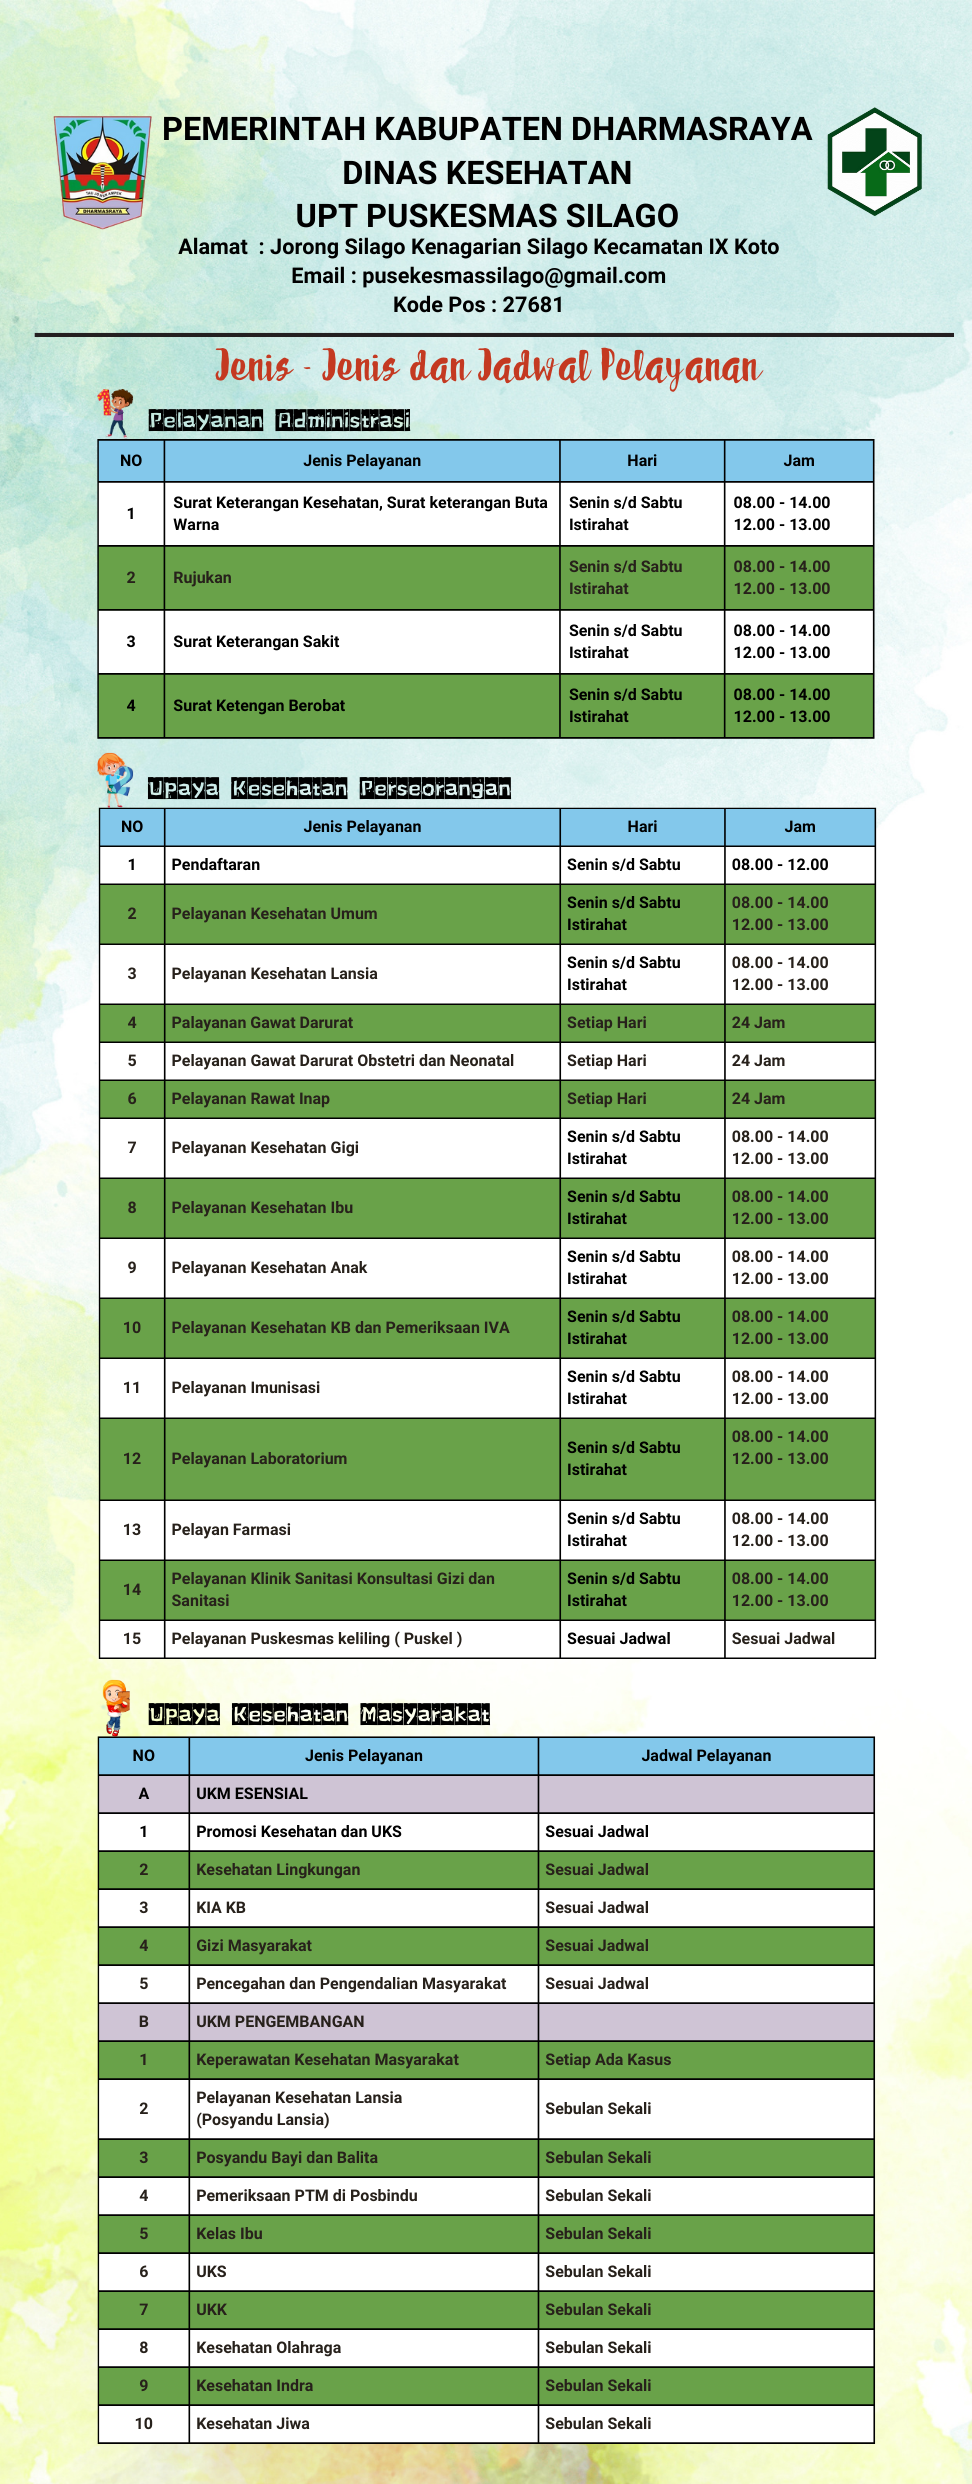 PEMERINTAH KABUPATEN DHARMASRAYA
DINAS KESEHATAN
UPT PUSKESMAS SILAGO
Alamat : Jorong Silago Kenagarian Silago Kecamatan IX Koto
Email : pusekesmassilago@gmail.com
Kode Pos : 27681
DHARMASRAYA
Jenis - Jenis dan Jadwal Pelayanan
1 Pelayanan Administrasi
NO Jenis Pelayanan Hari Jam
1 Surat Keterangan Kesehatan, Surat keterangan Buta Warna Senin s/d Sabtu 08.00 - 14.00
Istirahat 12.00 - 13.00
2 Rujukan Senin s/d Sabtu 08.00 - 14.00
Istirahat 12.00 - 13.00
3 Surat Keterangan Sakit Senin s/d Sabtu 08.00 - 14.00
Istirahat 12.00 - 13.00
4 Surat Ketengan Berobat Senin s/d Sabtu 08.00 - 14.00
Istirahat 12.00 - 13.00
2 Upaya Kesehatan Perseorangan
NO Jenis Pelayanan Hari Jam
1 Pendaftaran Senin s/d Sabtu 08.00 - 12.00
2 Pelayanan Kesehatan Umum Senin s/d Sabtu 08.00 - 14.00
Istirahat 12.00 - 13.00
3 Pelayanan Kesehatan Lansia Senin s/d Sabtu 08.00 - 14.00
Istirahat 12.00 - 13.00
4 Palayanan Gawat Darurat Setiap Hari 24 Jam
5 Pelayanan Gawat Darurat Obstetri dan Neonatal Setiap Hari 24 Jam
6 Pelayanan Rawat Inap Setiap Hari 24 Jam
7 Pelayanan Kesehatan Gigi Senin s/d Sabtu 08.00 - 14.00
Istirahat 12.00 - 13.00
8 Pelayanan Kesehatan Ibu Senin s/d Sabtu 08.00 - 14.00
Istirahat 12.00 - 13.00
9 Pelayanan Kesehatan Anak Senin s/d Sabtu 08.00 - 14.00
Istirahat 12.00 - 13.00
10 Pelayanan Kesehatan KB dan Pemeriksaan IVA Senin s/d Sabtu 08.00 - 14.00
Istirahat 12.00 - 13.00
11 Pelayanan Imunisasi Senin s/d Sabtu 08.00 - 14.00
Istirahat 12.00 - 13.00
12 Pelayanan Laboratorium Senin s/d Sabtu 08.00 - 14.00
Istirahat 12.00 - 13.00
13 Pelayan Farmasi Senin s/d Sabtu 08.00 - 14.00
Istirahat 12.00 - 13.00
14 Pelayanan Klinik Sanitasi Konsultasi Gizi dan Sanitasi Senin s/d Sabtu 08.00 - 14.00
Istirahat 12.00 - 13.00
15 Pelayanan Puskesmas keliling ( Puskel ) Sesuai Jadwal Sesuai Jadwal
Upaya Kesehatan Masyarakat
NO Jenis Pelayanan Jadwal Pelayanan
A UKM ESENSIAL
1 Promosi Kesehatan dan UKS Sesuai Jadwal
2 Kesehatan Lingkungan Sesuai Jadwal
3 KIA KB Sesuai Jadwal
4 Gizi Masyarakat Sesuai Jadwal
5 Pencegahan dan Pengendalian Masyarakat Sesuai Jadwal
B UKM PENGEMBANGAN
1 Keperawatan Kesehatan Masyarakat Setiap Ada Kasus
2 Pelayanan Kesehatan Lansia (Posyandu Lansia) Sebulan Sekali
3 Posyandu Bayi dan Balita Sebulan Sekali
4 Pemeriksaan PTM di Posbindu Sebulan Sekali
5 Kelas Ibu Sebulan Sekali
6 UKS Sebulan Sekali
7 UKK Sebulan Sekali
8 Kesehatan Olahraga Sebulan Sekali
9 Kesehatan Indra Sebulan Sekali
10 Kesehatan Jiwa Sebulan Sekali